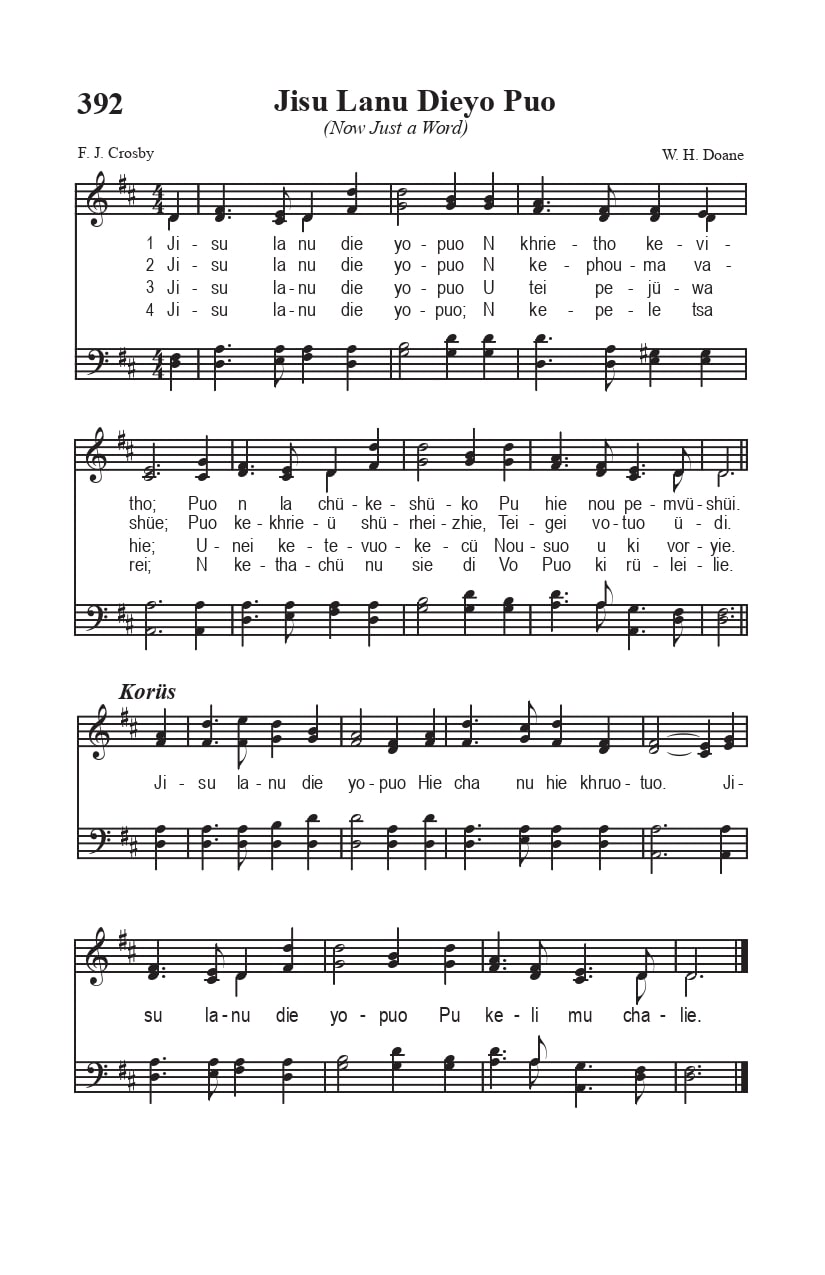 392 Jisu Lanu Dieyo Puo
(Now Just a Word)
F. J. Crosby W. H. Doane
1 Ji - su la nu die yo - puo N khrie - tho ke - vi -
2 Ji - su la nu die yo - puo N ke - phou - ma va -
3 Ji - su la - nu die yo - puo U tei pe - jü - wa
4 Ji - su la - nu die yo - puo; N ke - pe - le tsa
tho; Puo n la chü - ke - shü - ko Pu hie nou pe - mvü - shüi.
shüe; Puo ke - khrie - ü shü - rhei - zhie, Tei - gei vo - tuo ü - di.
hie; U - nei ke - te - vuo - ke - cü Nou - suo u ki vor - yie.
rei; N ke - tha - chü nu sie di Vo Puo ki rü - lei - lie.
Korüs
Ji - su la - nu die yo - puo Hie cha nu hie khruo - tuo. Ji -
su la - nu die yo - puo Pu ke - li mu cha - lie.